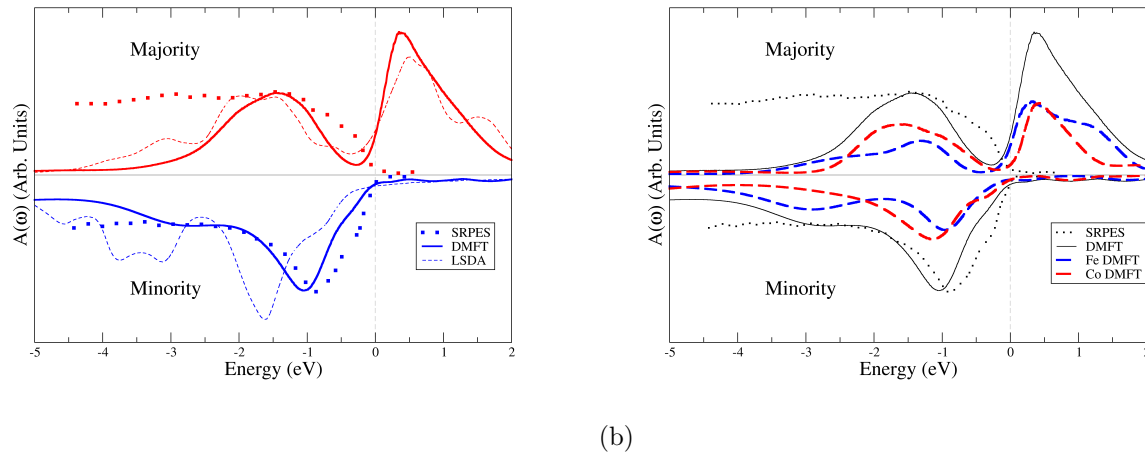 Majority
A(ω) (Arb. Units)
SRPES
DMFT
LSDA
Minority
-5 -4 -3 -2 -1 0 1 2
Energy (eV)
Majority
A(ω) (Arb. Units)
SRPES
DMFT
Fe DMFT
Co DMFT
Minority
-5 -4 -3 -2 -1 0 1 2
Energy (eV)
(b)